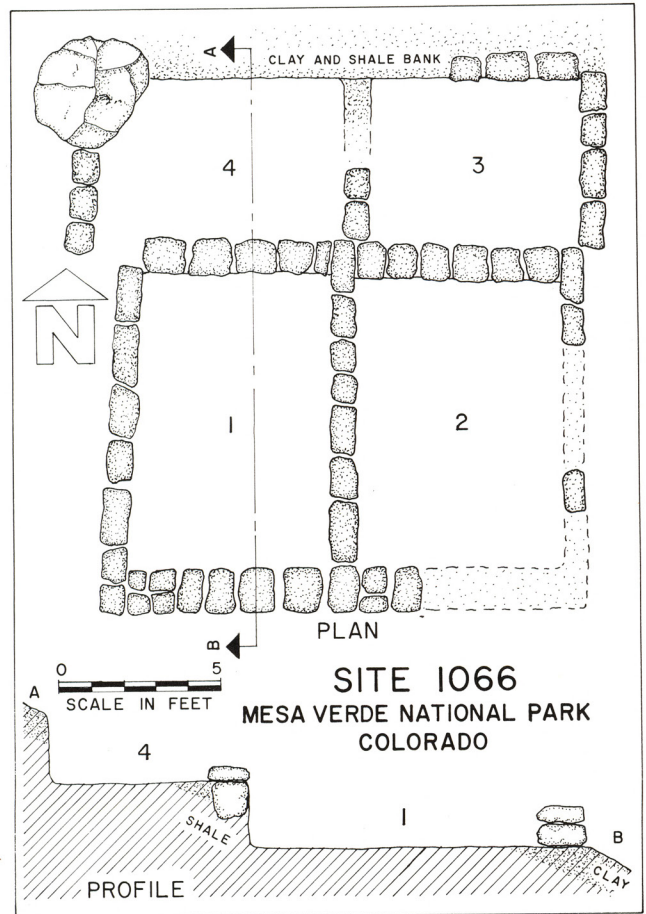 A
CLAY AND SHALE BANK
4
3
N
1
2
B
PLAN
0 5
SCALE IN FEET
SITE 1066
MESA VERDE NATIONAL PARK
COLORADO
A
4
SHALE
1
B
CLAY
PROFILE